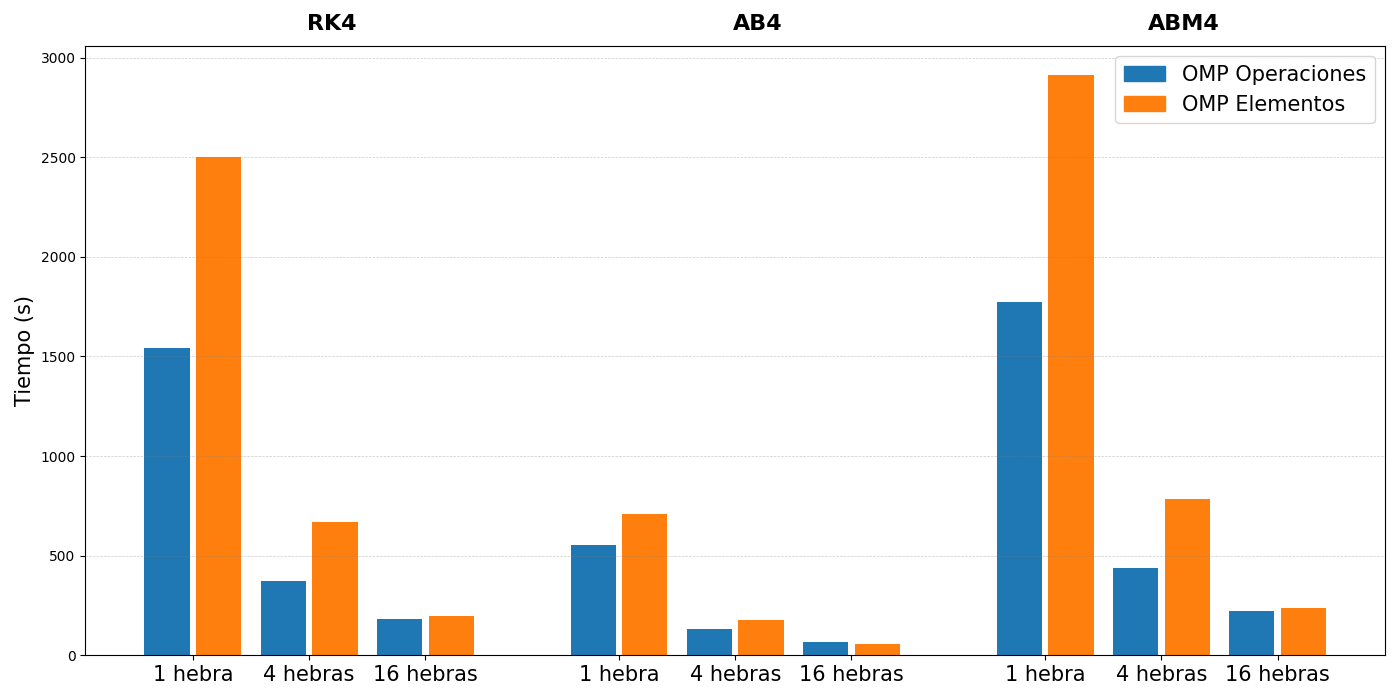 RK4
AB4
ABM4
OMP Operaciones
OMP Elementos
Tiempo (s)
3000
2500
2000
1500
1000
500
0
1 hebra 4 hebras 16 hebras 1 hebra 4 hebras 16 hebras 1 hebra 4 hebras 16 hebras